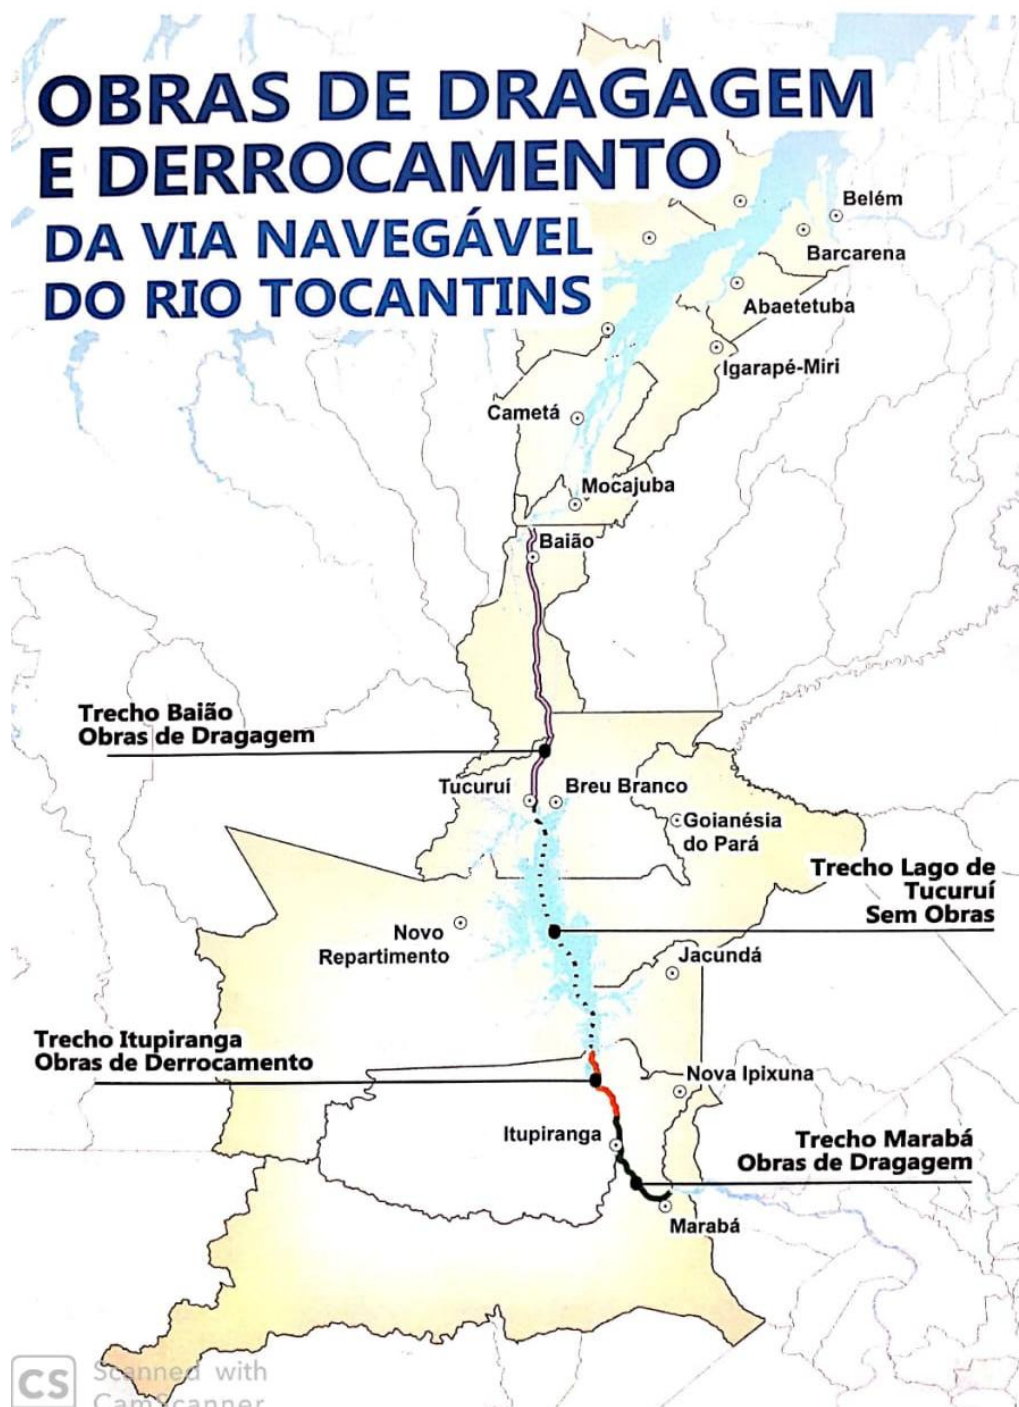 OBRAS DE DRAGAGEM
E DERROCAMENTO
DA VIA NAVEGÁVEL
DO RIO TOCANTINS
Belém
Barcarena
Abaetetuba
Igarapé-Miri
Cametá
Mocajuba
Baião
Trecho Baião
Obras de Dragagem
Tucuruí
Breu Branco
Goianésia
do Pará
Trecho Lago de
Tucuruí
Sem Obras
Novo
Repartimento
Jacundá
Trecho Itupiranga
Obras de Derrocamento
Nova Ipixuna
Itupiranga
Trecho Marabá
Obras de Dragagem
Marabá
CS Scanned with
CamScanner